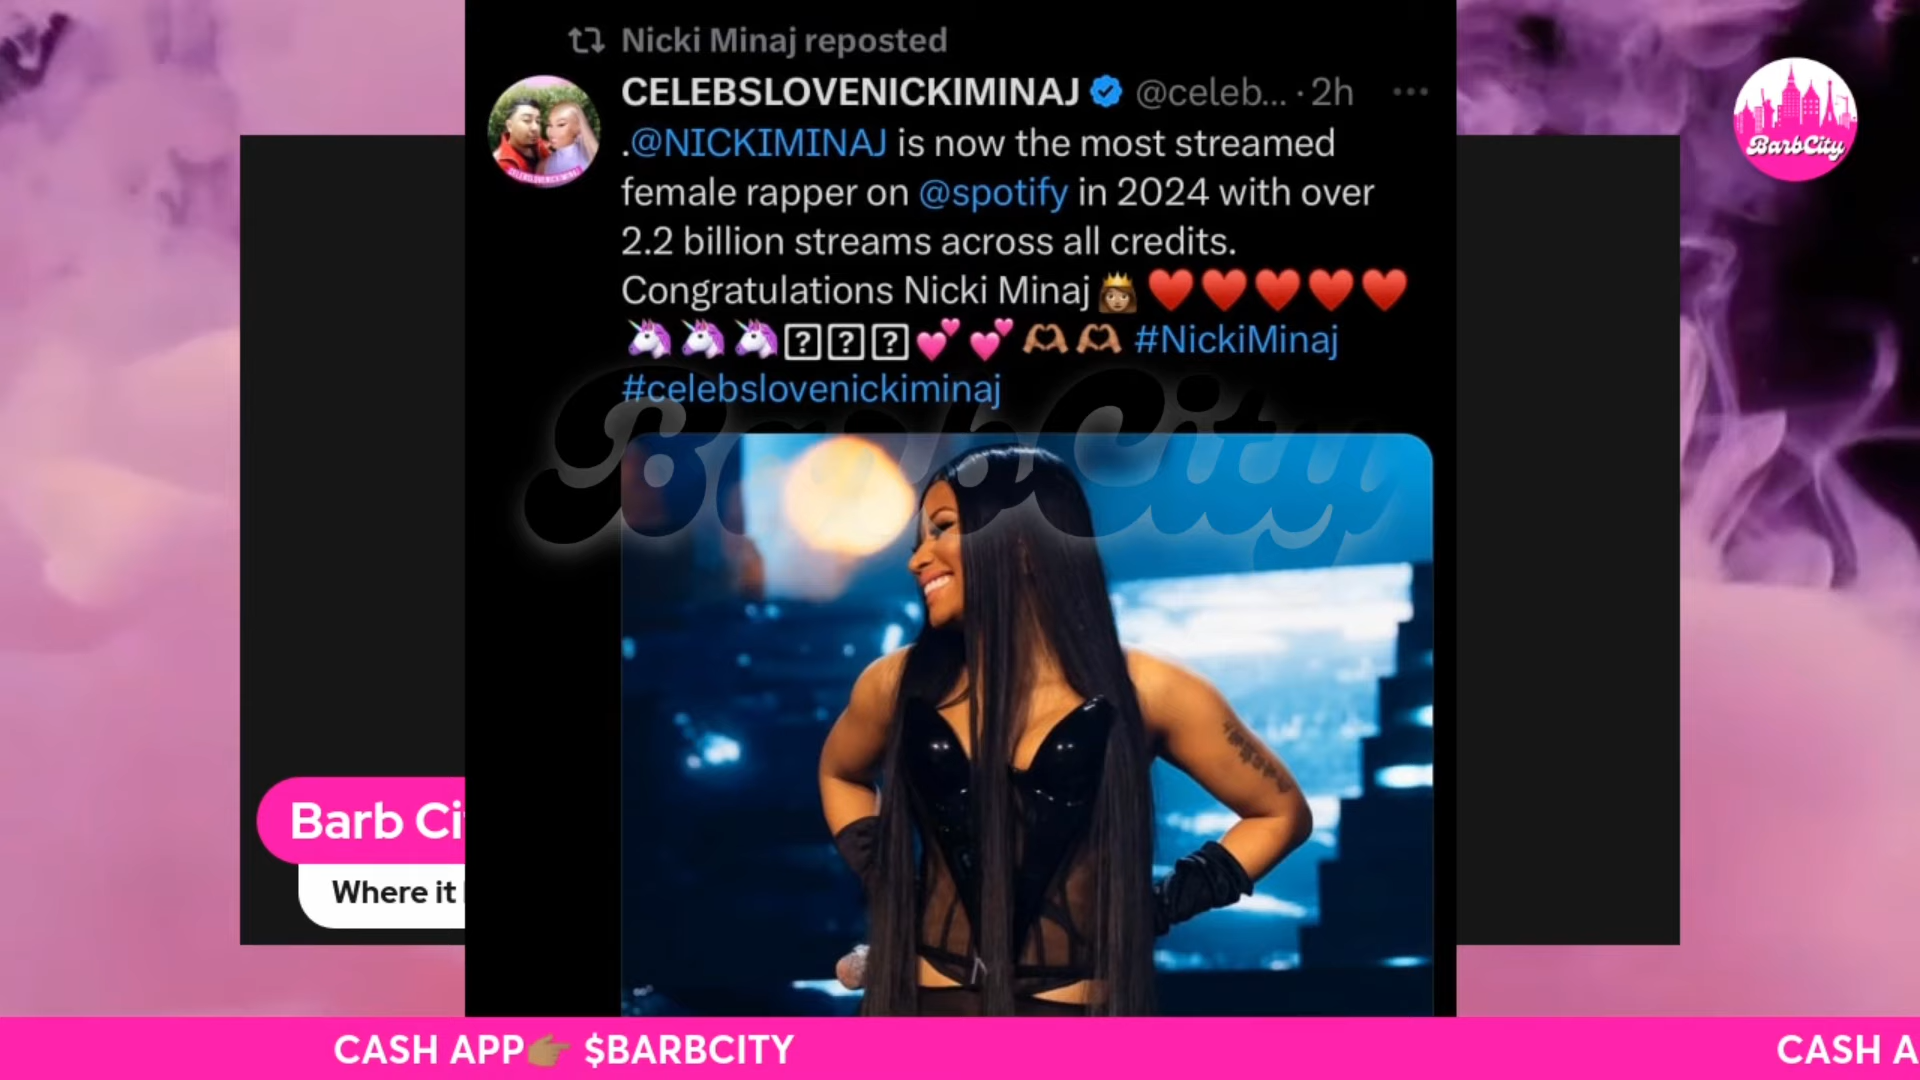 Nicki Minaj reposted
CELEBSLOVENICKIMINAJ @celeb... · 2h
.@NICKIMINAJ is now the most streamed
female rapper on @spotify in 2024 with over
2.2 billion streams across all credits.
Congratulations Nicki Minaj👸🏽❤️❤️❤️❤️❤️
🦄🦄🦄💕💕🫶🏽🫶🏽 #NickiMinaj
#celebslovenickiminaj
BarbCity
BarbCity
Barb Ci
Where it
CASH APP👉🏽 $BARBCITY
CASH A